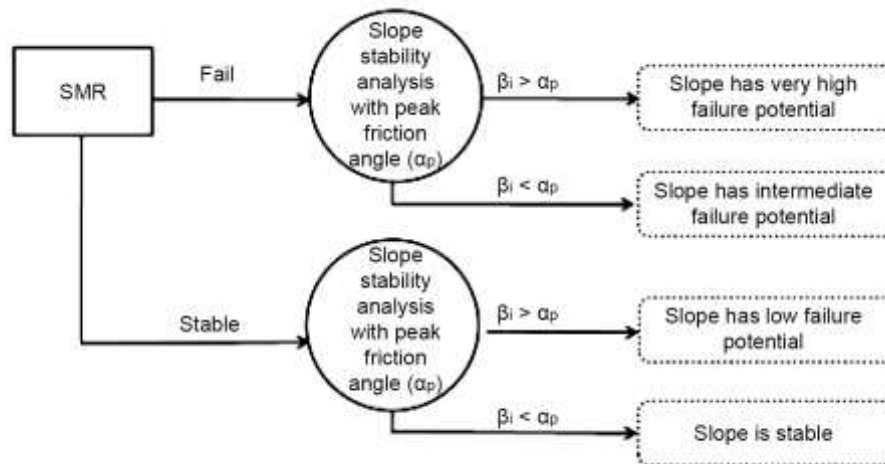 SMR
Fail
Slope
stability
analysis
with peak
friction
angle (αp)
βi > αp
Slope has very high
failure potential
βi < αp
Slope has intermediate
failure potential
Stable
Slope
stability
analysis
with peak
friction
angle (αp)
βi > αp
Slope has low failure
potential
βi < αp
Slope is stable